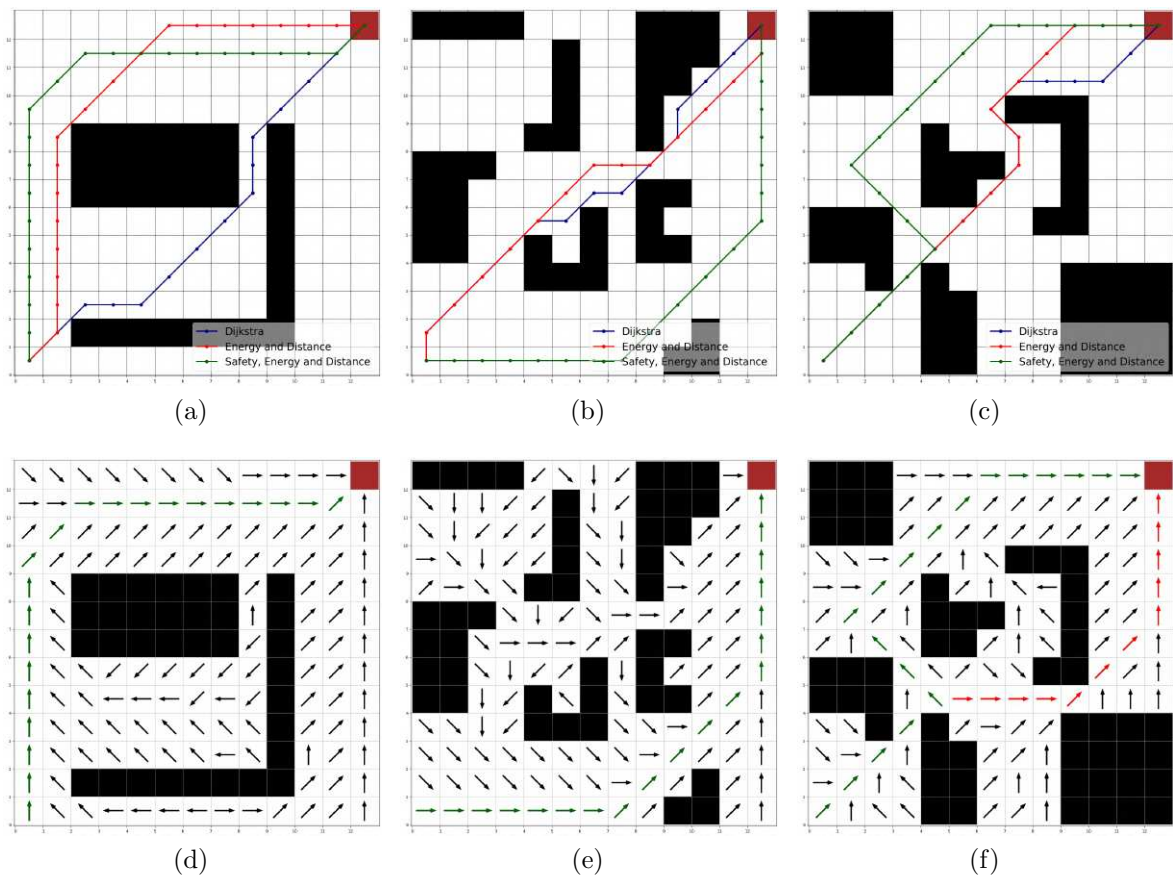 Dijkstra
Energy and Distance
Safety, Energy and Distance
Dijkstra
Energy and Distance
Safety, Energy and Distance
Dijkstra
Energy and Distance
Safety, Energy and Distance
(a)
(b)
(c)
(d)
(e)
(f)